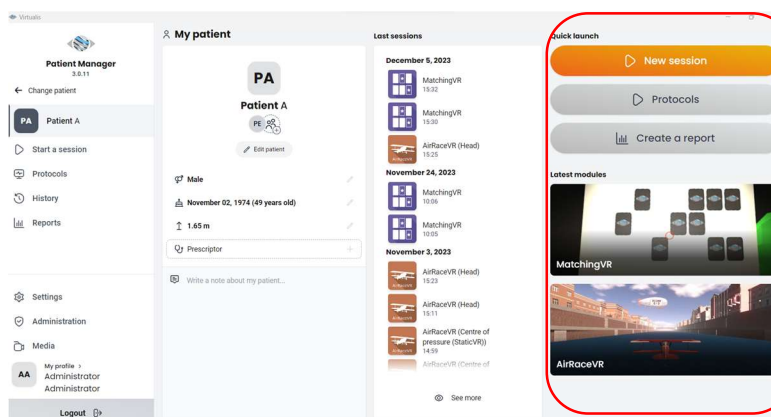 Virtualis
Patient Manager
3.0.11
Change patient
PA
Patient A
Start a session
Protocols
History
Reports
Settings
Administration
Media
My profile >
AA
Administrator
Administrator
Logout
My patient
PA
Patient A
PE
Edit patient
Male
November 02, 1974 (49 years old)
1.65 m
Prescriptor
Write a note about my patient...
Last sessions
December 5, 2023
MatchingVR
15:32
MatchingVR
15:30
AirRaceVR (Head)
15:25
November 24, 2023
MatchingVR
10:06
MatchingVR
10:05
November 3, 2023
AirRaceVR (Head)
15:23
AirRaceVR (Head)
15:11
AirRaceVR (Centre of
pressure (StaticVR))
14:59
AirRaceVR (Centre of
See more
Quick launch
New session
Protocols
Create a report
Latest modules
MatchingVR
AirRaceVR